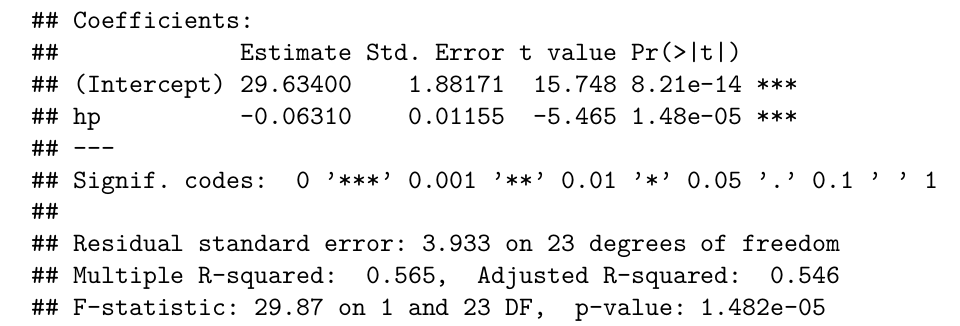 ## Coefficients:
##             Estimate Std. Error t value Pr(>|t|)
## (Intercept) 29.63400    1.88171  15.748 8.21e-14 ***
## hp          -0.06310    0.01155  -5.465 1.48e-05 ***
## ---
## Signif. codes:  0 ’***’ 0.001 ’**’ 0.01 ’*’ 0.05 ’.’ 0.1 ’ ’ 1
##
## Residual standard error: 3.933 on 23 degrees of freedom
## Multiple R-squared:  0.565,  Adjusted R-squared:  0.546
## F-statistic: 29.87 on 1 and 23 DF,  p-value: 1.482e-05